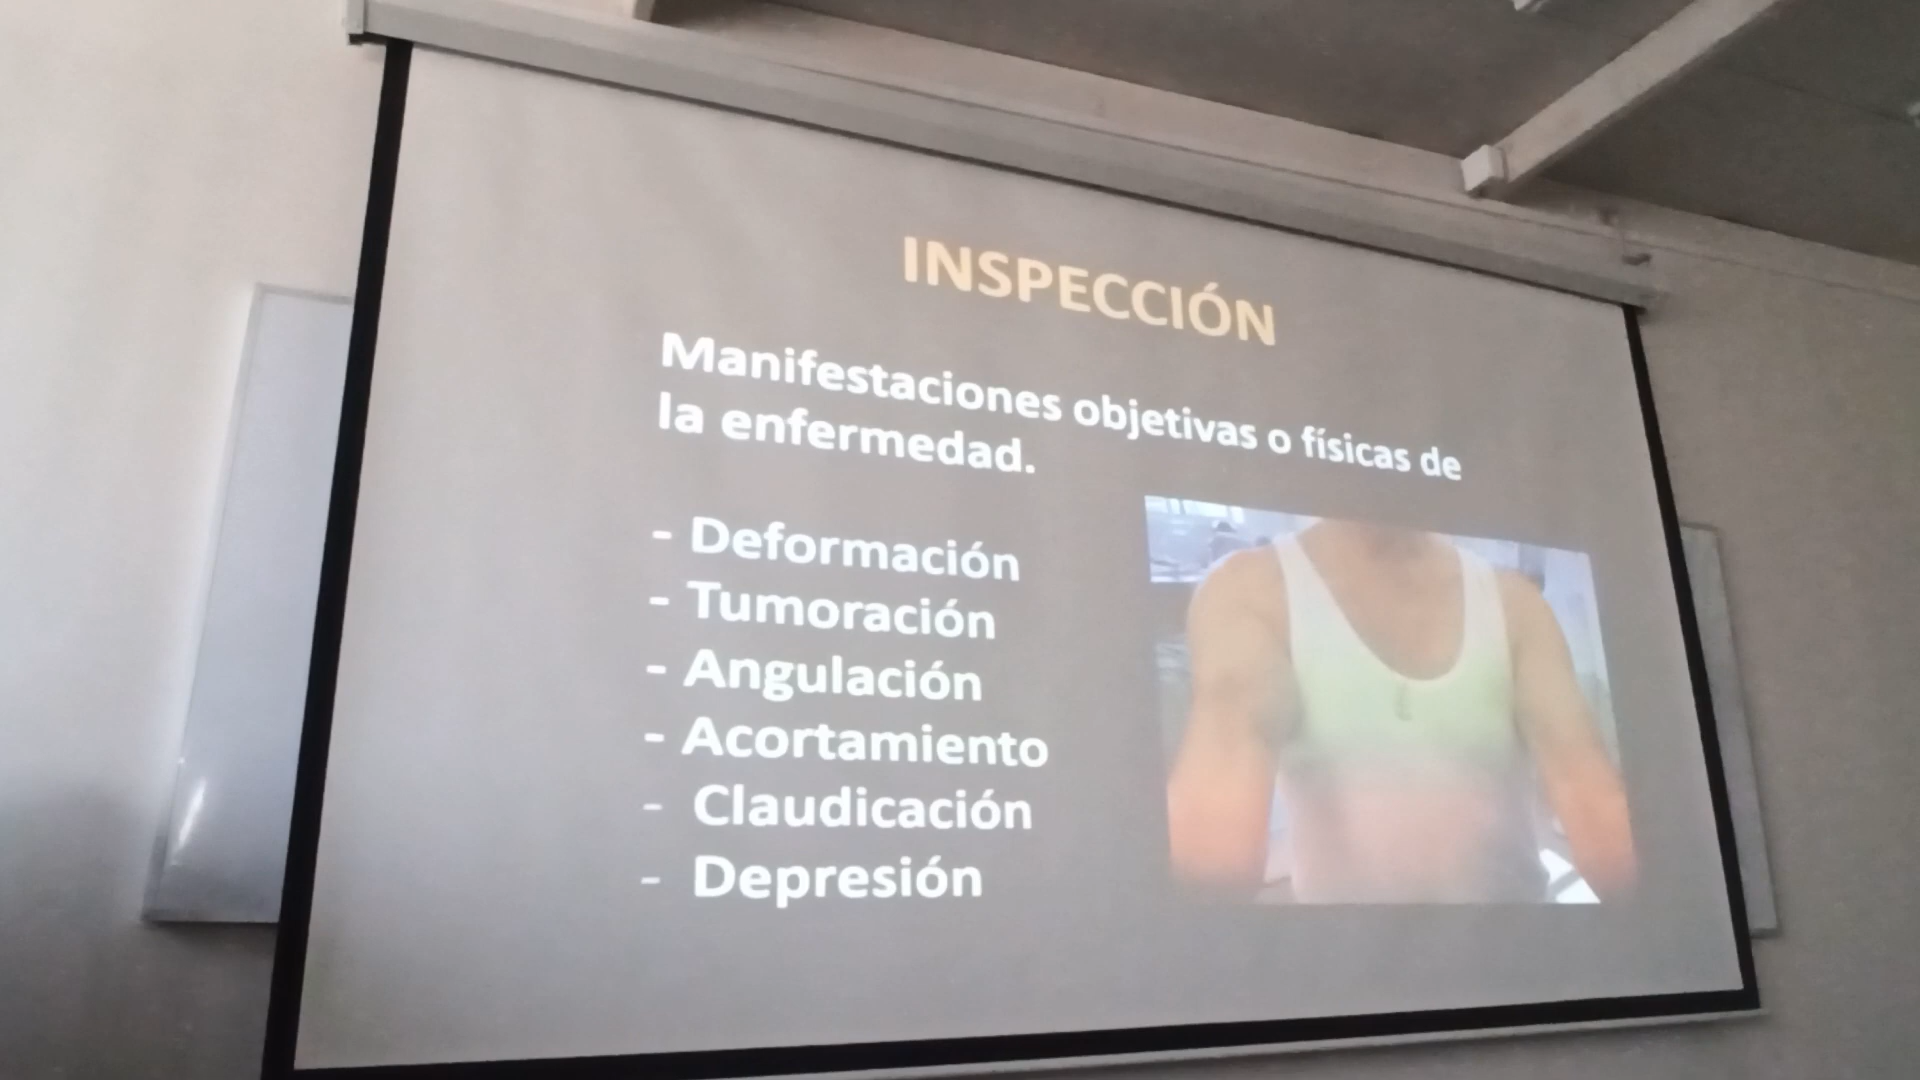 INSPECCIÓN
Manifestaciones objetivas o físicas de
la enfermedad.
- Deformación
- Tumoración
- Angulación
- Acortamiento
- Claudicación
- Depresión